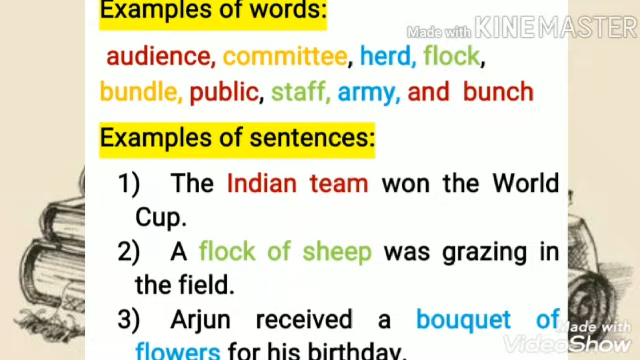 Examples of words:
Made with KINEMASTER
audience, committee, herd, flock,
bundle, public, staff, army, and bunch
Examples of sentences:
1) The Indian team won the World
Cup.
2) A flock of sheep was grazing in
the field.
3) Arjun received a bouquet of
flowers for his birthday.
Made with
VideoShow